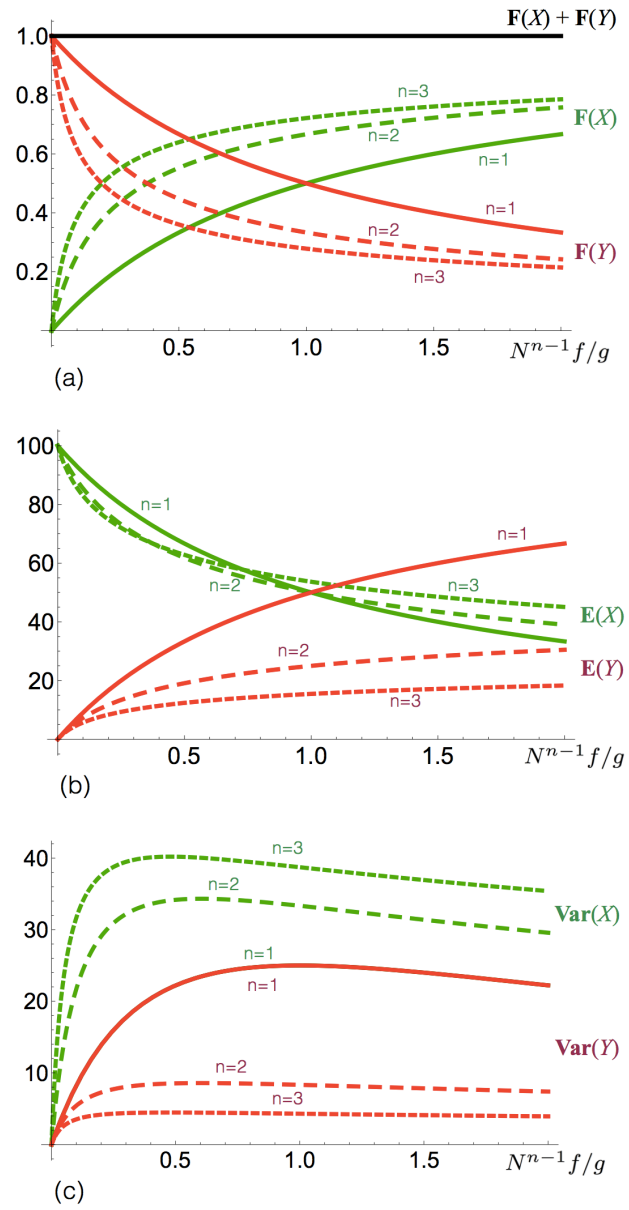 F(X) + F(Y)
1.0
n=3
0.8
F(X)
n=2
0.6
n=1
n=1
0.4
n=2
F(Y)
0.2
n=3
0.5
1.0
1.5
N^{n-1} f/g
(a)
100
n=1
80
n=1
60
n=2
n=3
40
E(X)
n=2
E(Y)
20
n=3
0.5
1.0
1.5
N^{n-1} f/g
(b)
40
n=3
n=2
Var(X)
30
n=1
n=1
20
Var(Y)
10
n=2
n=3
0.5
1.0
1.5
N^{n-1} f/g
(c)